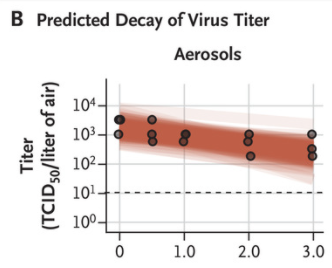 B Predicted Decay of Virus Titer
Aerosols
Titer
(TCID₅₀/liter of air)
10⁴
10³
10²
10¹
10⁰
0 1.0 2.0 3.0